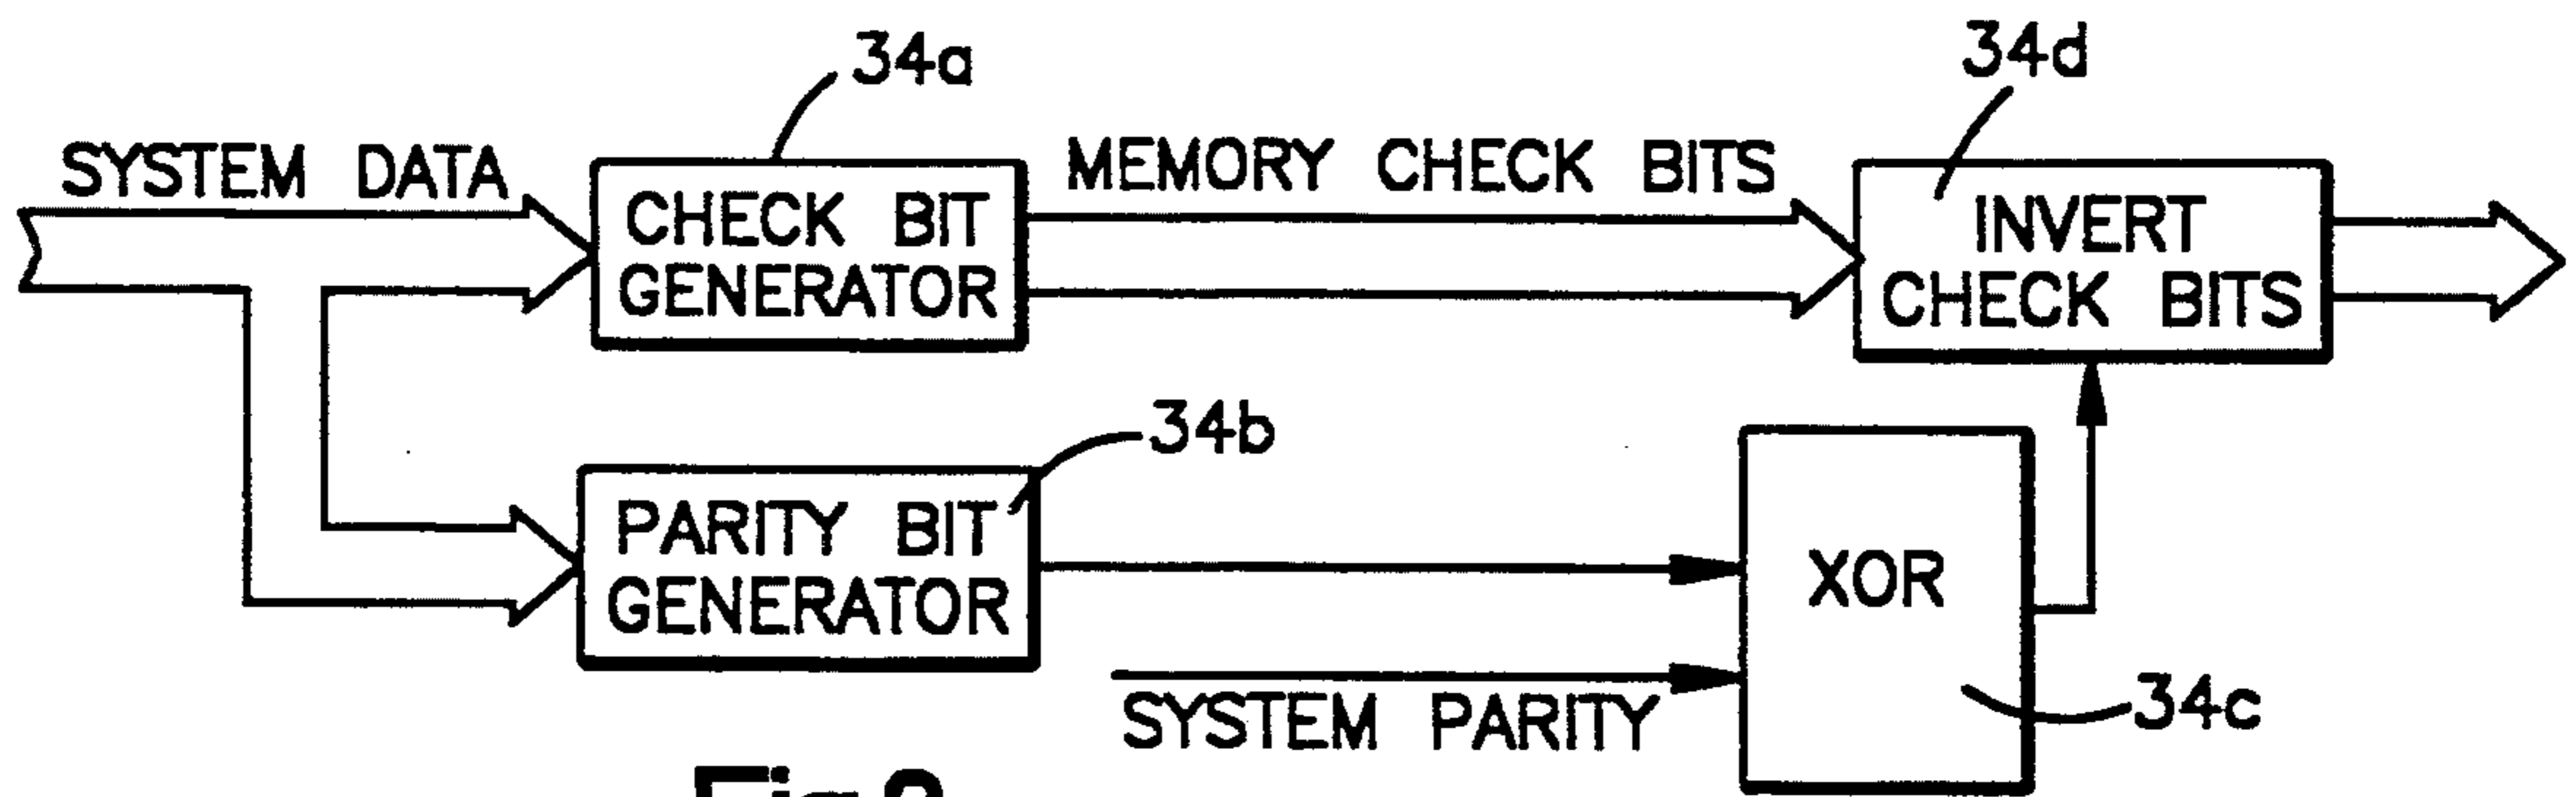 34a
34d
SYSTEM DATA
MEMORY CHECK BITS
CHECK BIT
GENERATOR
INVERT
CHECK BITS
34b
PARITY BIT
GENERATOR
XOR
SYSTEM PARITY
34c